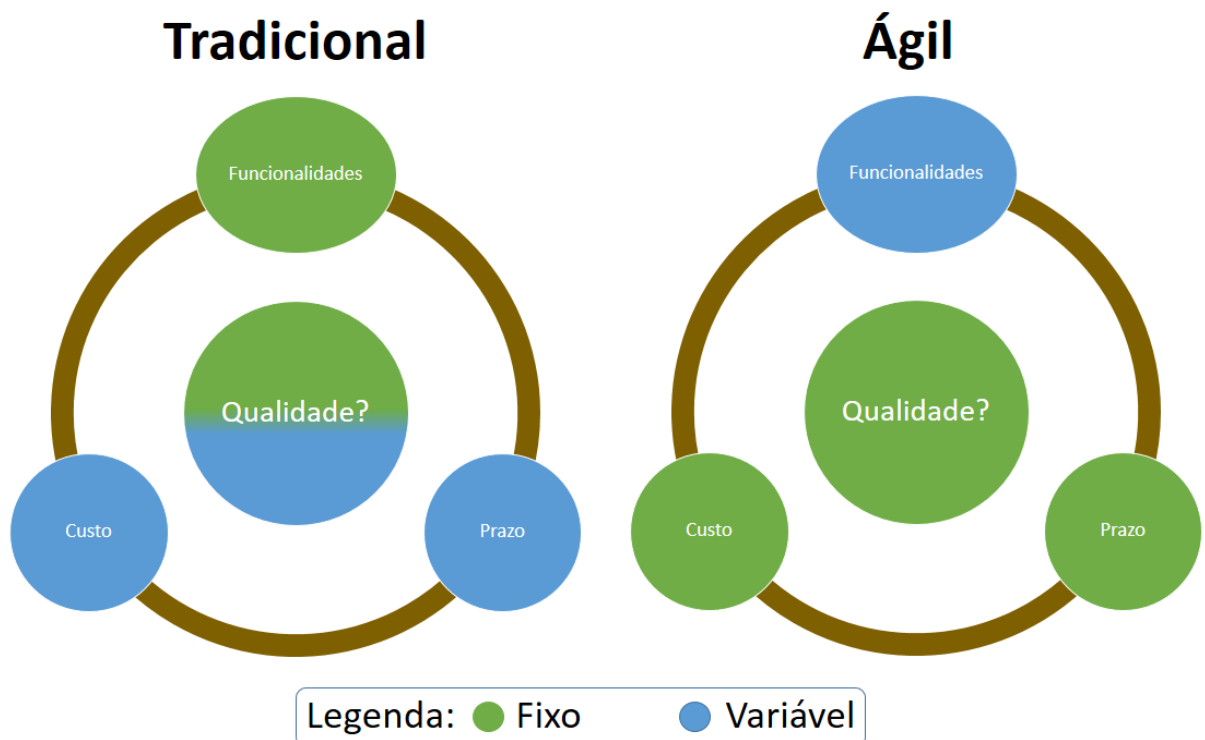 Tradicional
Ágil
Funcionalidades
Funcionalidades
Qualidade?
Qualidade?
Custo
Prazo
Custo
Prazo
Legenda: Fixo Variável